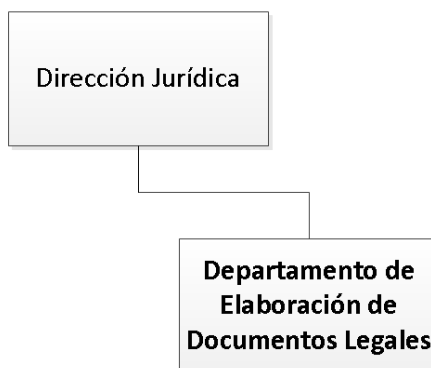 Dirección Jurídica
Departamento de
Elaboración de
Documentos Legales